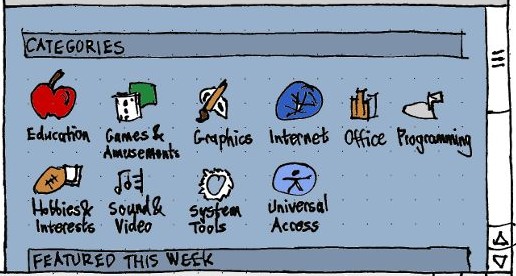 CATEGORIES
Education Games & Amusements Graphics Internet Office Programming
Hobbies & Interests Sound & Video System Tools Universal Access
FEATURED THIS WEEK